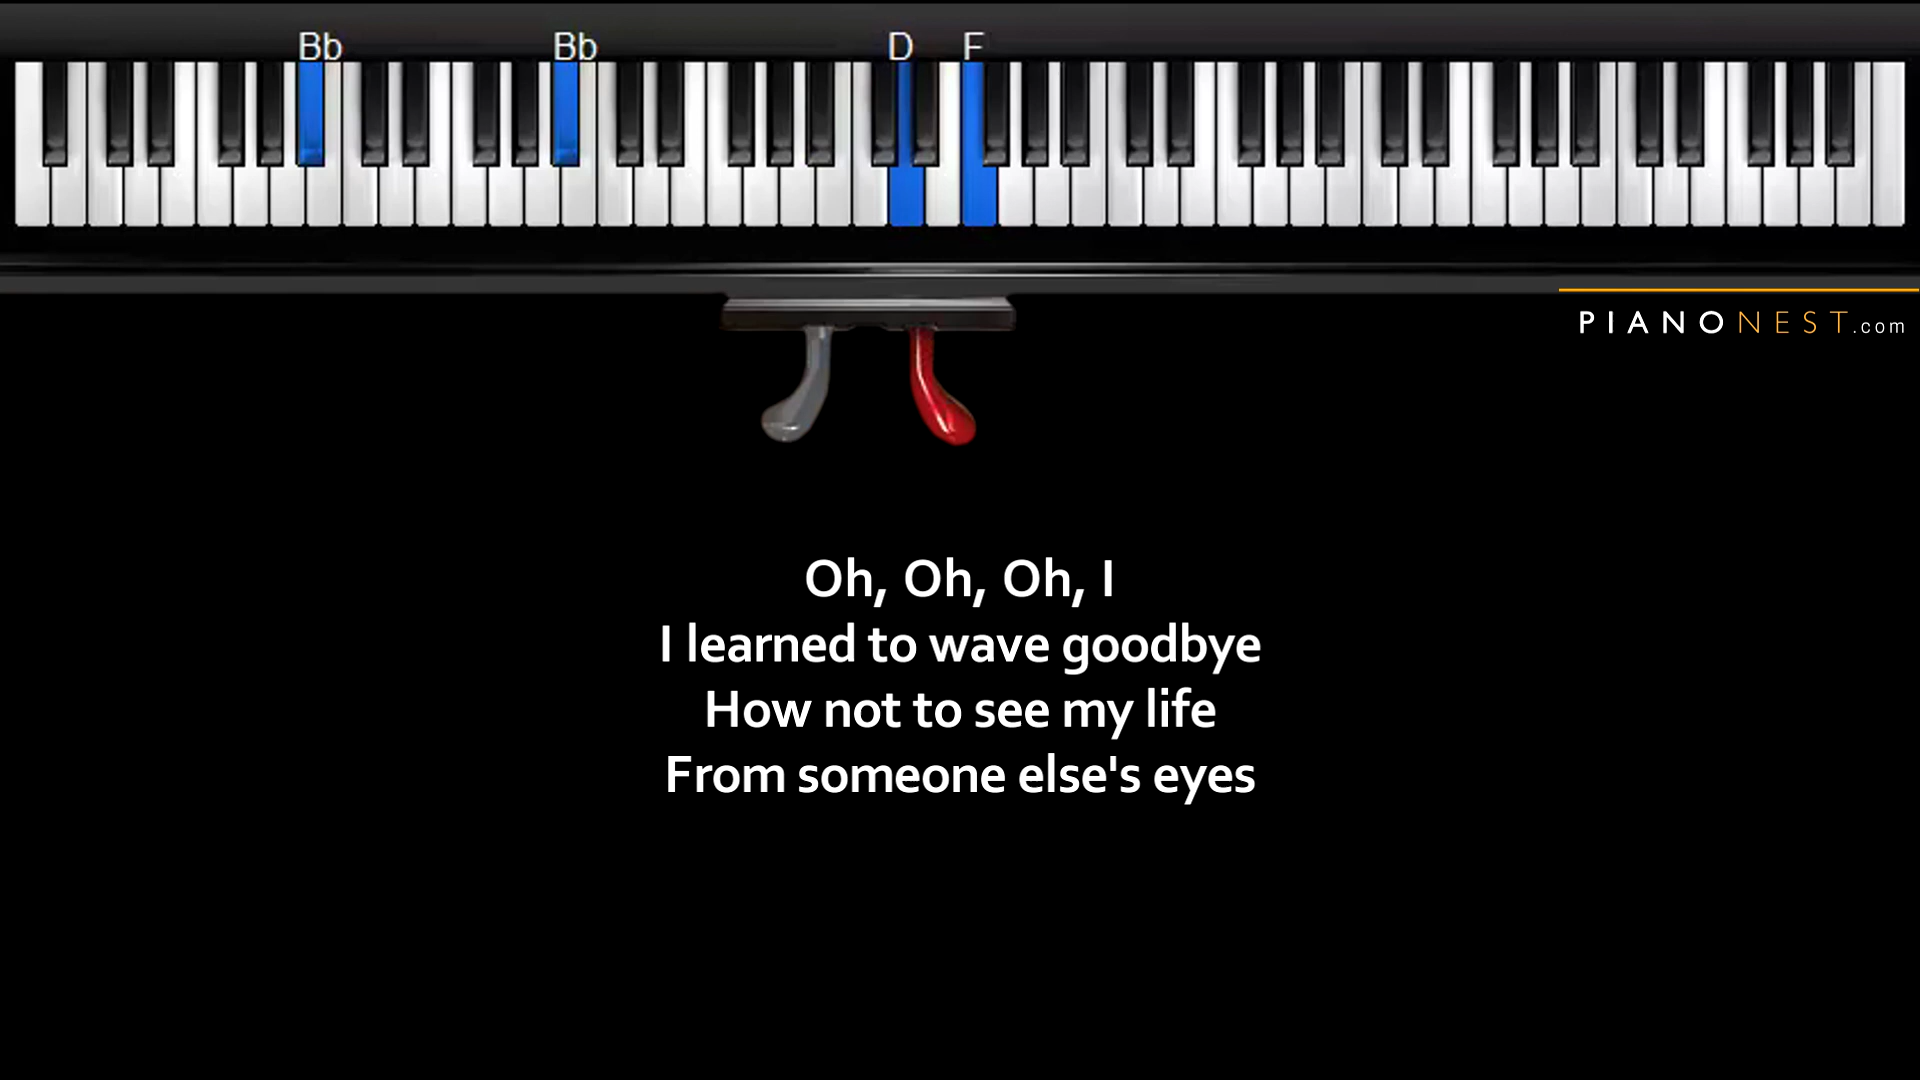 Bb Bb D F
PIANONEST.com
Oh, Oh, Oh, I
I learned to wave goodbye
How not to see my life
From someone else's eyes